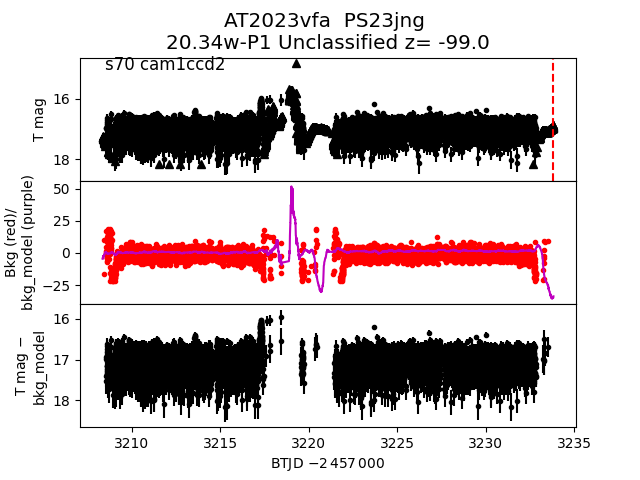 AT2023vfa  PS23jng
20.34w-P1 Unclassified z= -99.0
s70 cam1ccd2
T mag
16
18
Bkg (red)/
bkg_model (purple)
50
25
0
−25
T mag −
bkg_model
16
17
18
3210 3215 3220 3225 3230 3235
BTJD −2 457 000